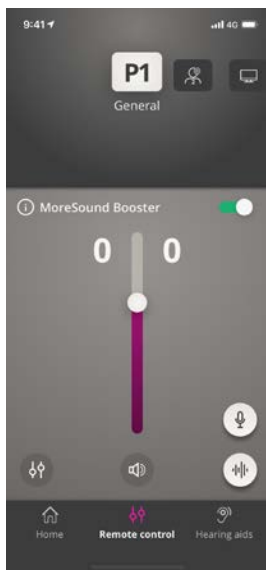 9:41
4G
P1
General
MoreSound Booster
0 0
Home Remote control Hearing aids